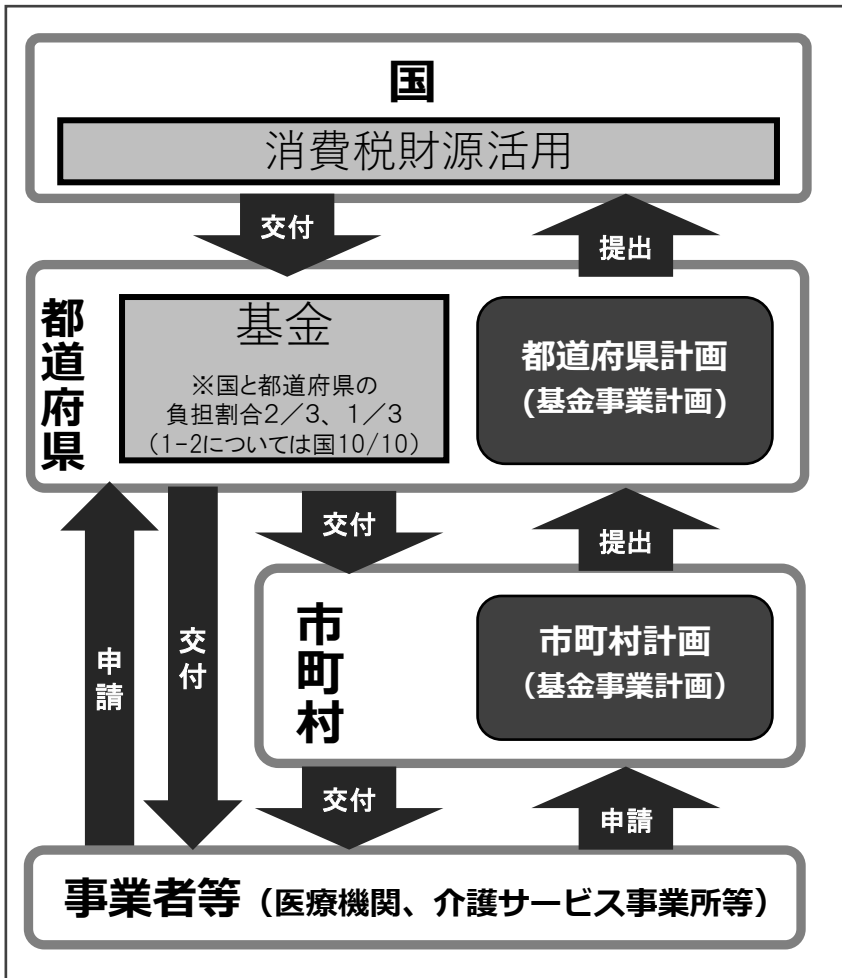 国
消費税財源活用
交付
提出
都道府県
基金
※国と都道府県の
負担割合2／3、1／3
（1-2については国10/10）
都道府県計画
(基金事業計画)
交付
提出
申請
交付
市町村
市町村計画
（基金事業計画）
交付
申請
事業者等（医療機関、介護サービス事業所等）